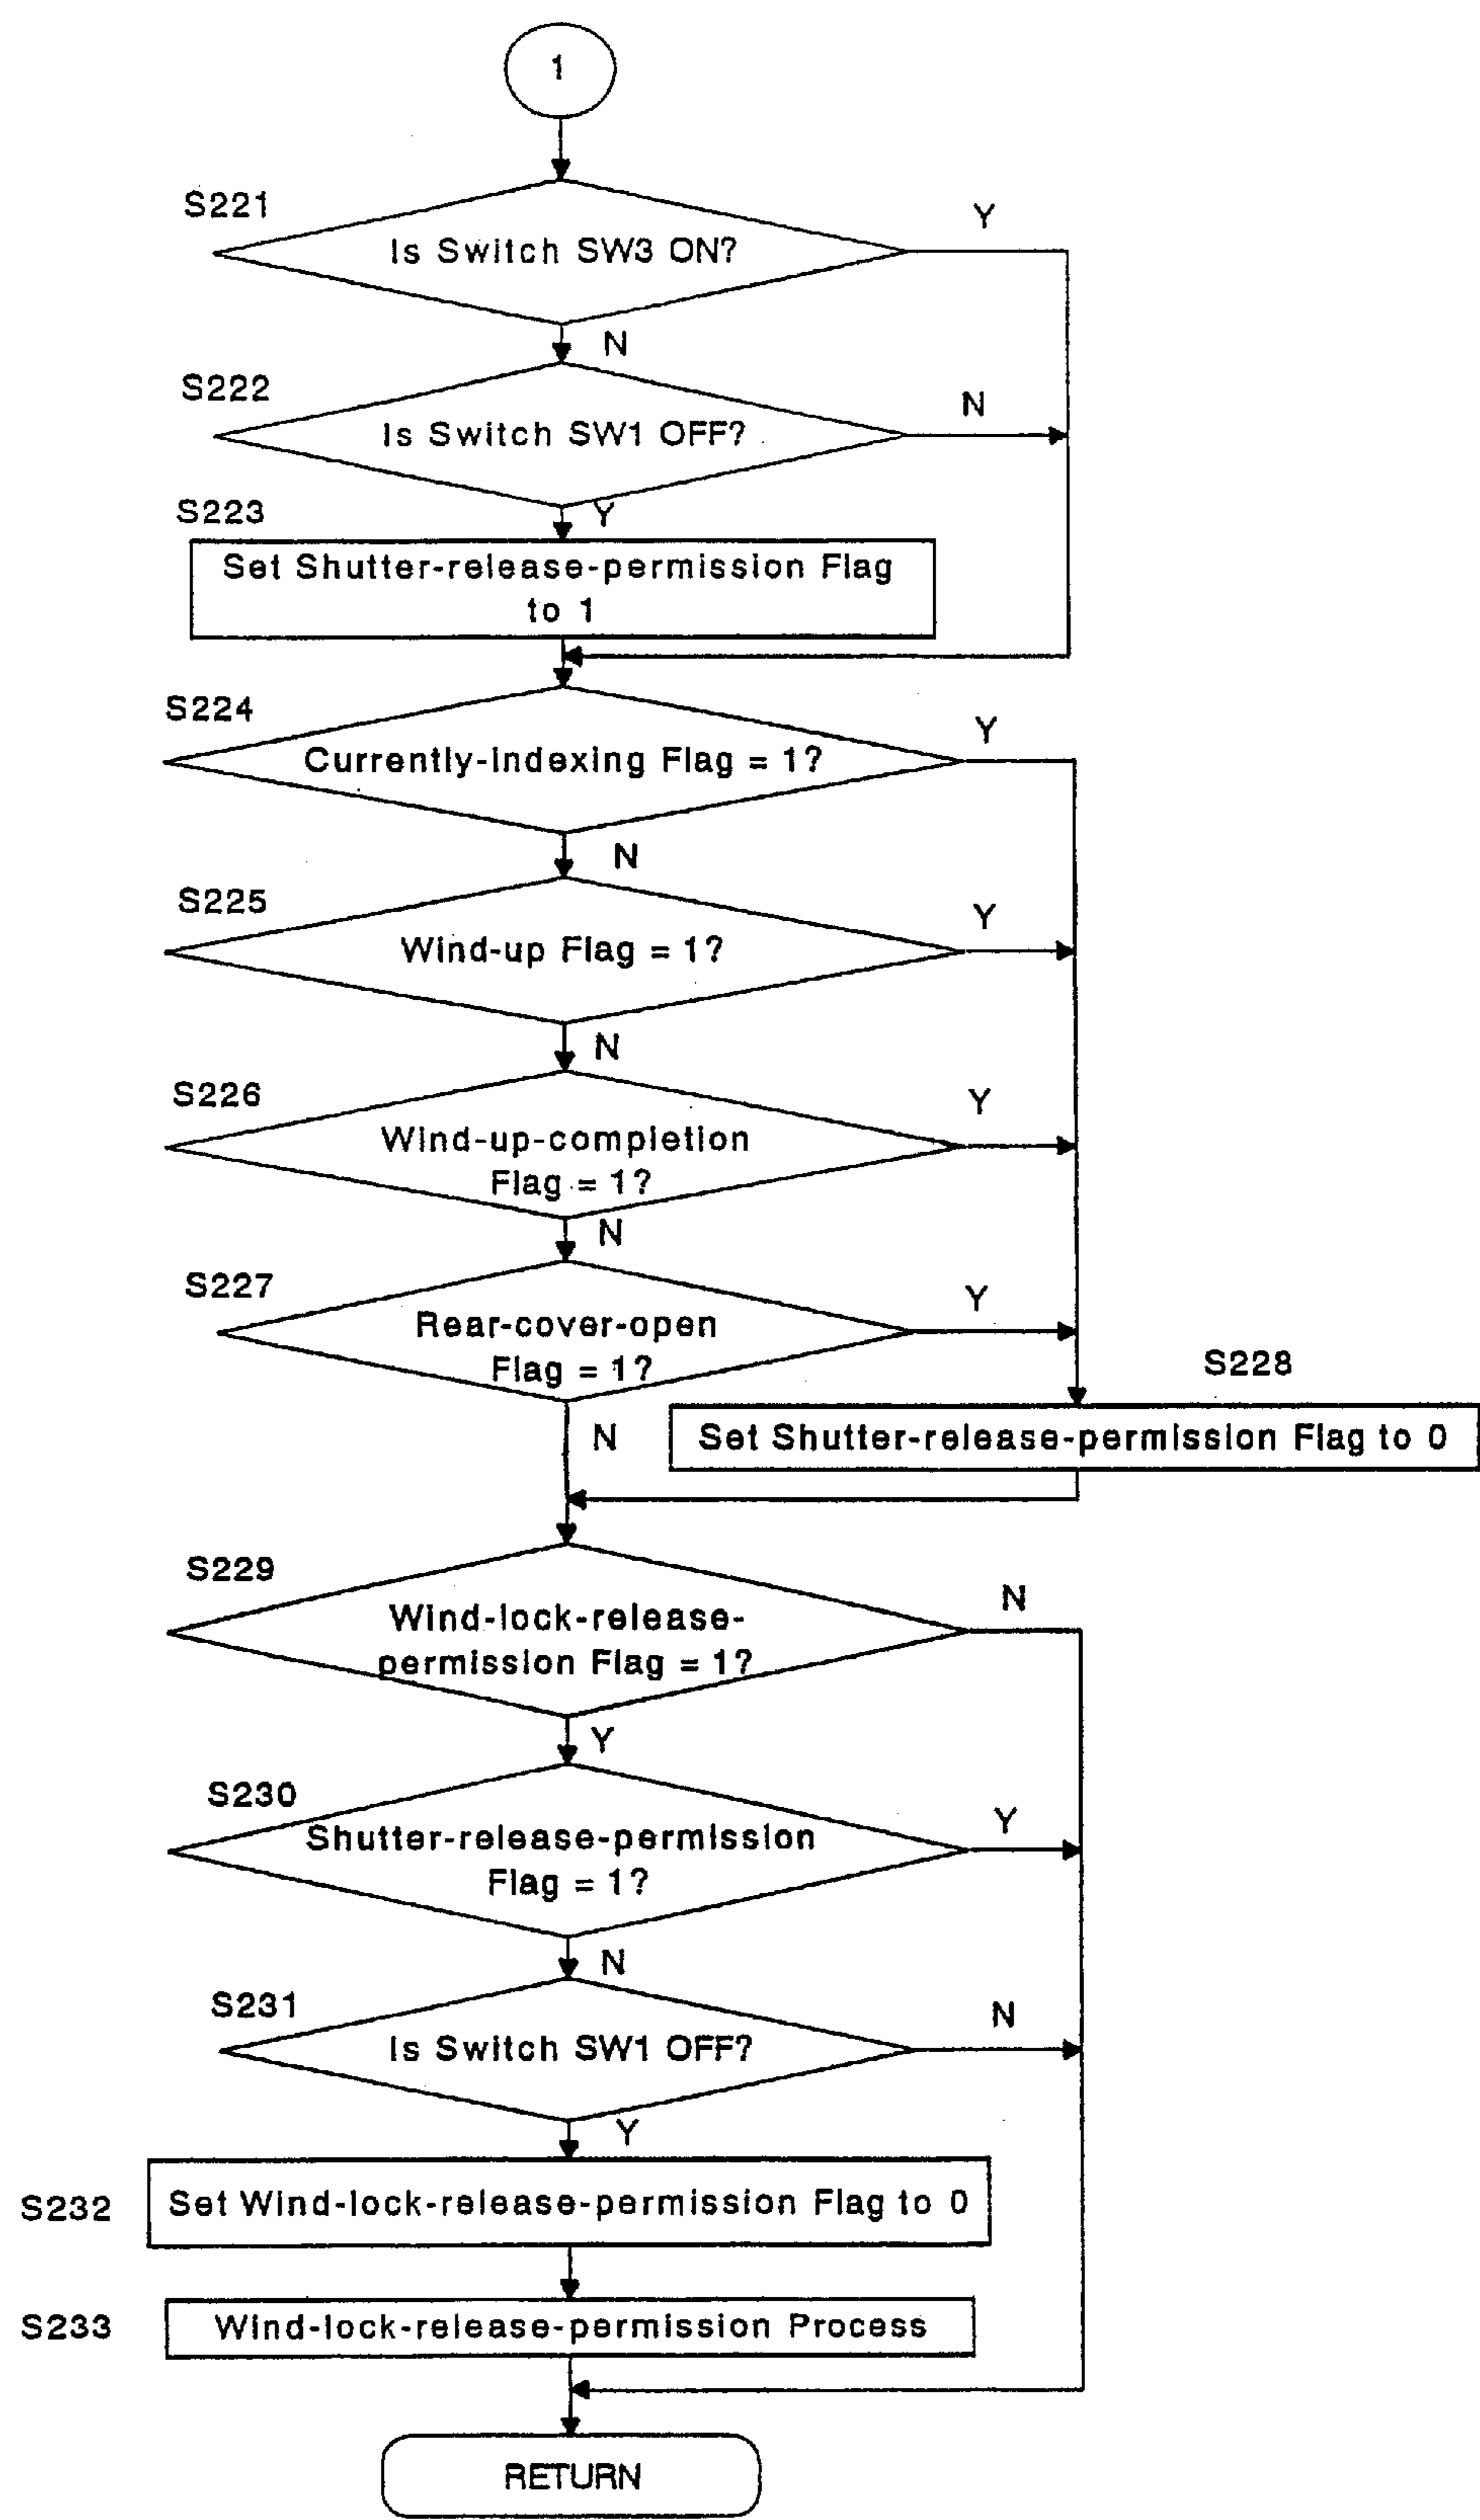 1
S221
Is Switch SW3 ON?
Y
N
S222
Is Switch SW1 OFF?
N
Y
S223
Set Shutter-release-permission Flag
to 1
S224
Currently-indexing Flag = 1?
Y
N
S225
Wind-up Flag = 1?
Y
N
S226
Wind-up-completion
Flag = 1?
Y
N
S227
Rear-cover-open
Flag = 1?
Y
N
S228
Set Shutter-release-permission Flag to 0
S229
Wind-lock-release-
permission Flag = 1?
N
Y
S230
Shutter-release-permission
Flag = 1?
Y
N
S231
Is Switch SW1 OFF?
N
Y
S232
Set Wind-lock-release-permission Flag to 0
S233
Wind-lock-release-permission Process
RETURN